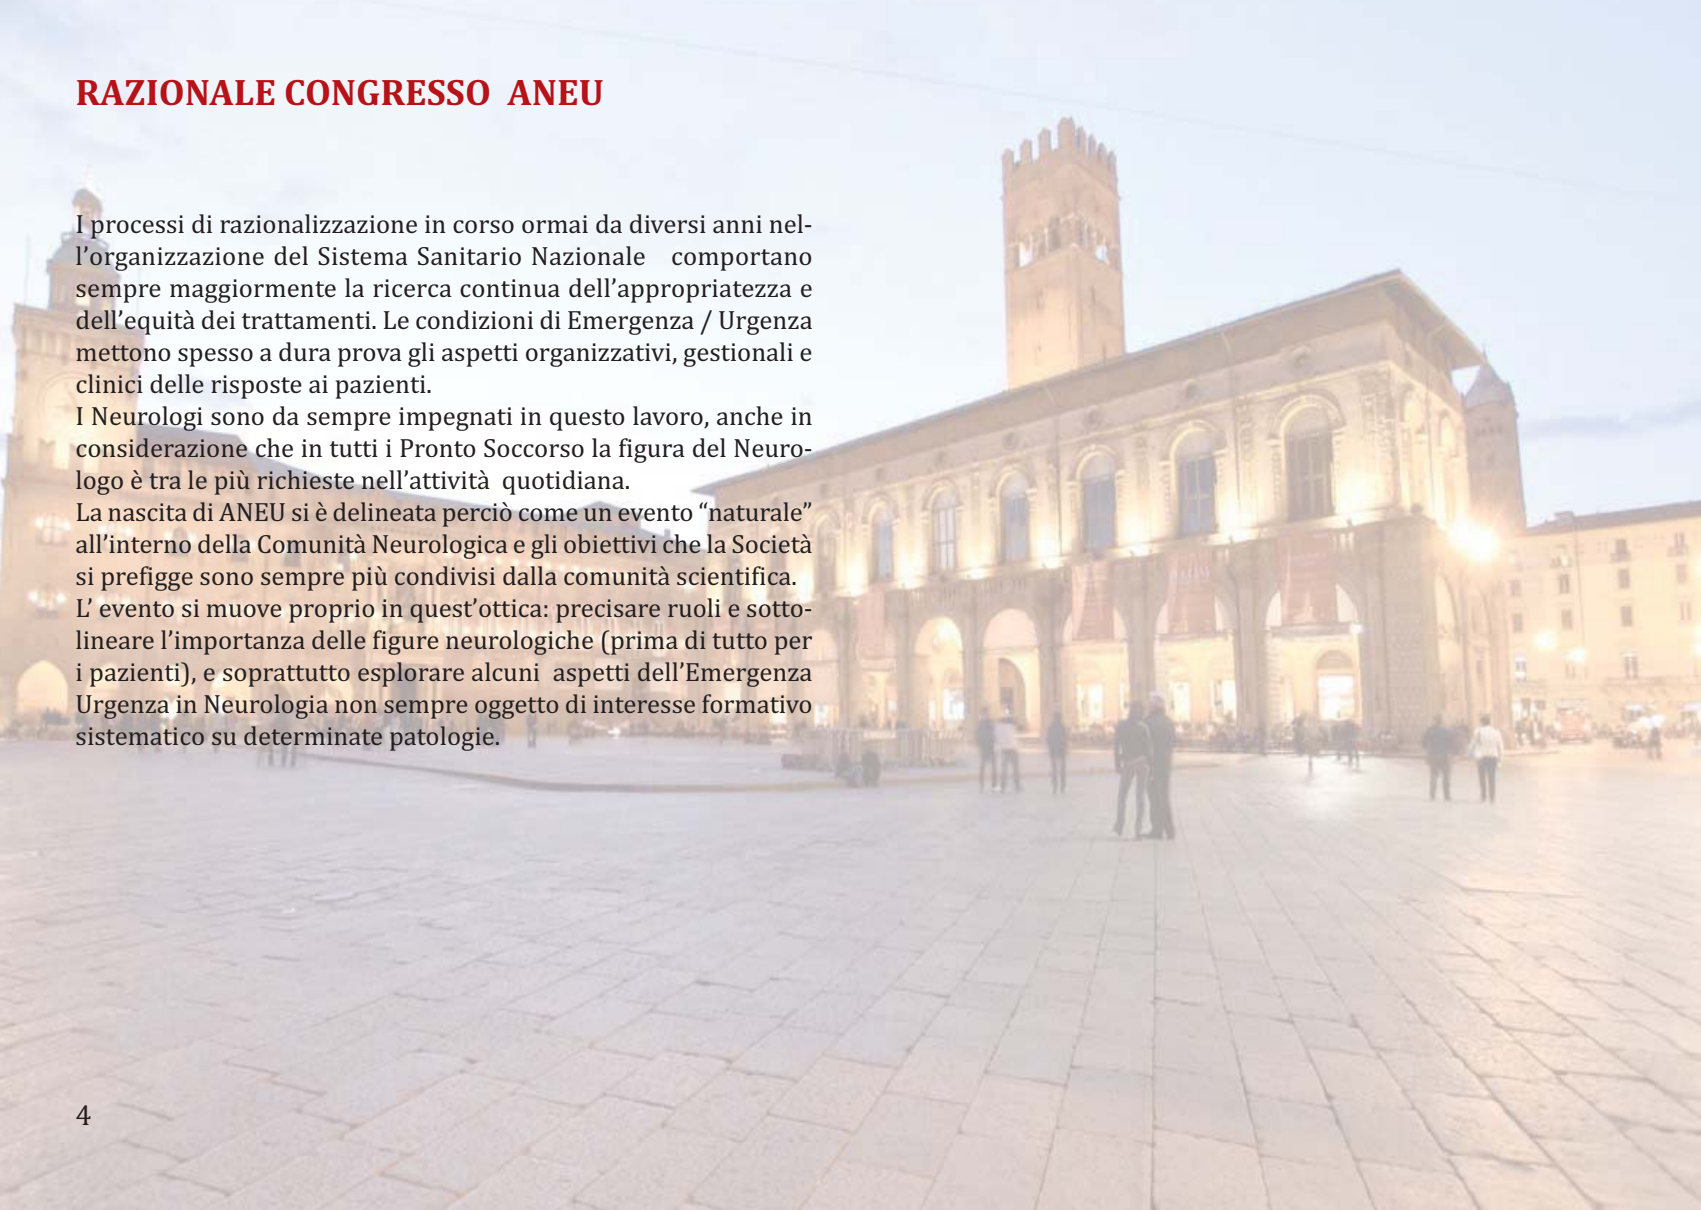 RAZIONALE CONGRESSO  ANEU
I processi di razionalizzazione in corso ormai da diversi anni nel-
l’organizzazione del Sistema Sanitario Nazionale   comportano
sempre maggiormente la ricerca continua dell’appropriatezza e
dell’equità dei trattamenti. Le condizioni di Emergenza / Urgenza
mettono spesso a dura prova gli aspetti organizzativi, gestionali e
clinici delle risposte ai pazienti.
I Neurologi sono da sempre impegnati in questo lavoro, anche in
considerazione che in tutti i Pronto Soccorso la figura del Neuro-
logo è tra le più richieste nell’attività  quotidiana.
La nascita di ANEU si è delineata perciò come un evento “naturale”
all’interno della Comunità Neurologica e gli obiettivi che la Società
si prefigge sono sempre più condivisi dalla comunità scientifica.
L’ evento si muove proprio in quest’ottica: precisare ruoli e sotto-
lineare l’importanza delle figure neurologiche (prima di tutto per
i pazienti), e soprattutto esplorare alcuni  aspetti dell’Emergenza
Urgenza in Neurologia non sempre oggetto di interesse formativo
sistematico su determinate patologie.
4